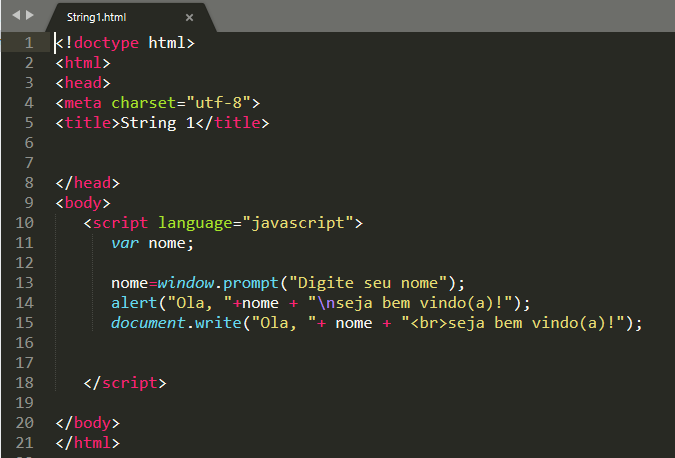 String1.html ×
1 <!doctype html>
2 <html>
3 <head>
4 <meta charset="utf-8">
5 <title>String 1</title>
6
7
8 </head>
9 <body>
10 <script language="javascript">
11 var nome;
12
13 nome=window.prompt("Digite seu nome");
14 alert("Ola, "+nome + "\nseja bem vindo(a)!");
15 document.write("Ola, "+ nome + "<br>seja bem vindo(a)!");
16
17
18 </script>
19
20 </body>
21 </html>